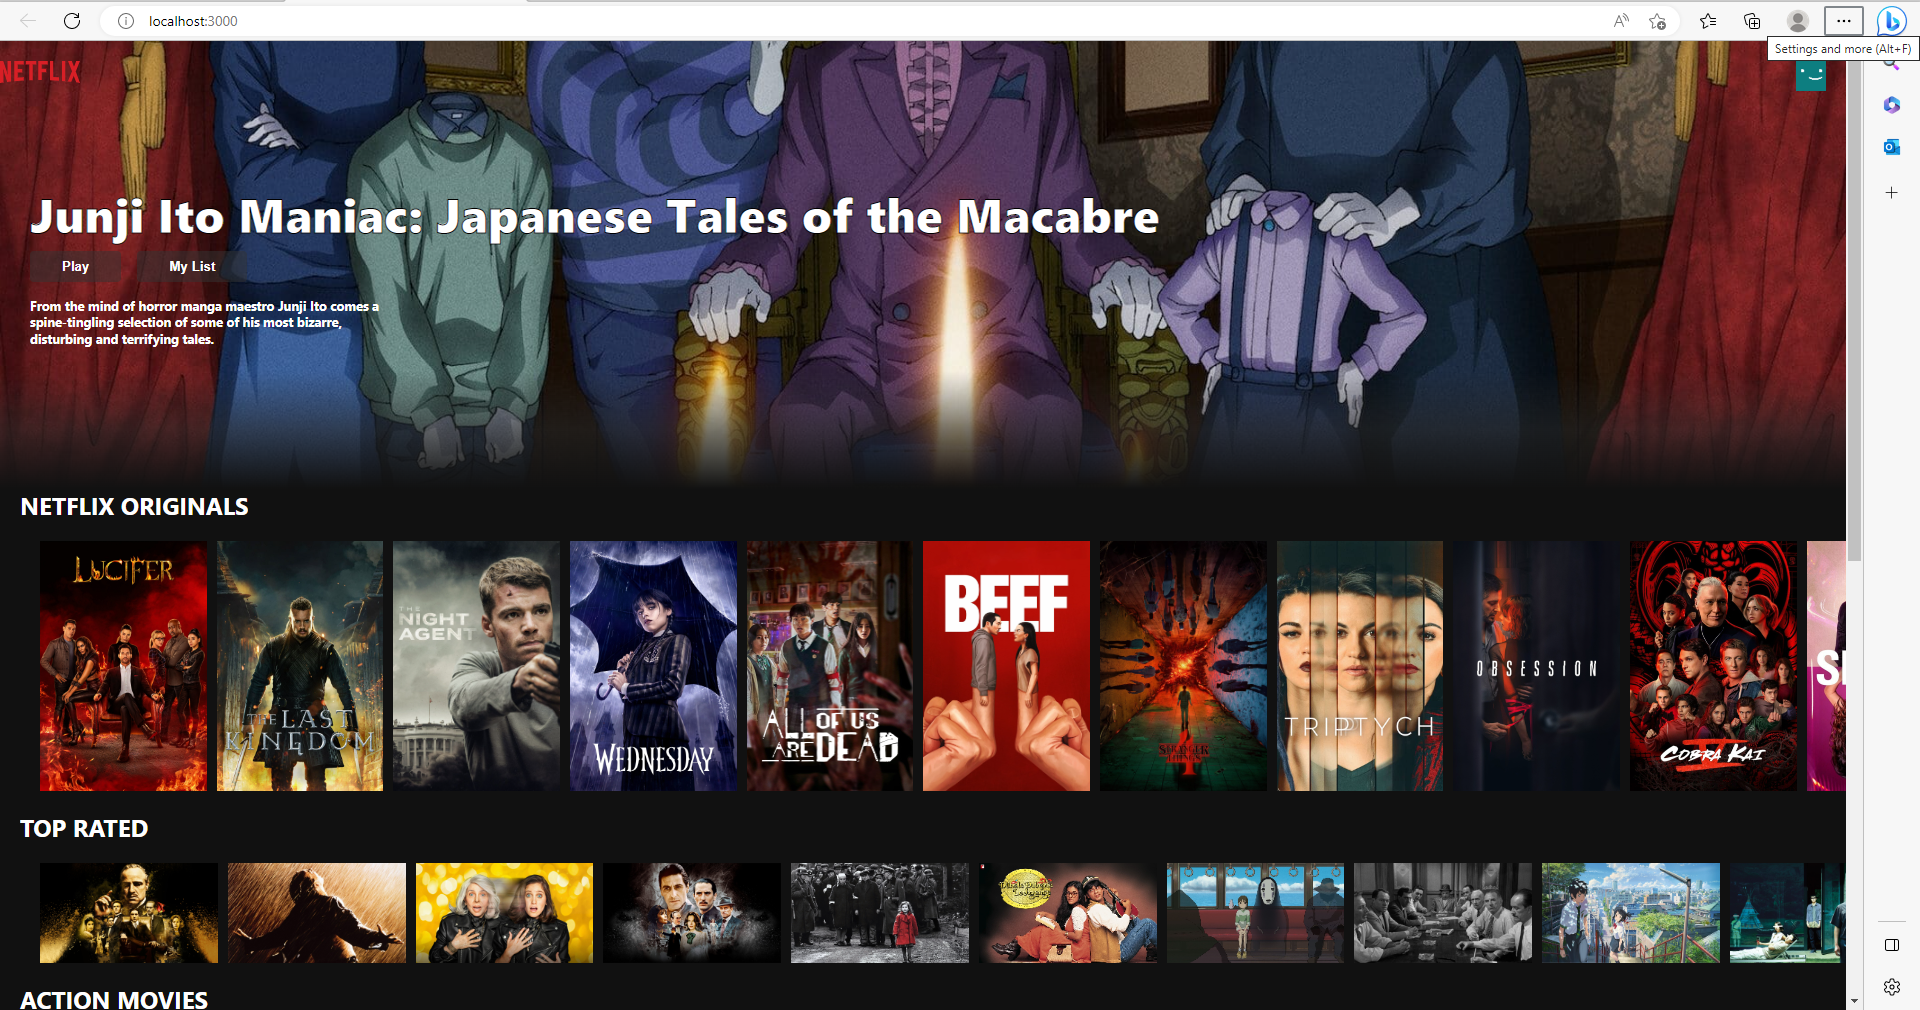 localhost:3000
Settings and more (Alt+F)
NETFLIX
Junji Ito Maniac: Japanese Tales of the Macabre
Play
My List
From the mind of horror manga maestro Junji Ito comes a
spine-tingling selection of some of his most bizarre,
disturbing and terrifying tales.
NETFLIX ORIGINALS
LUCIFER
THE LAST
KINGDOM
THE
NIGHT
AGENT
WEDNESDAY
ALL OF US
ARE DEAD
BEEF
STRANGER
THINGS
4
TRIPTYCH
OBSESSION
COBRA KAI
TOP RATED
ACTION MOVIES